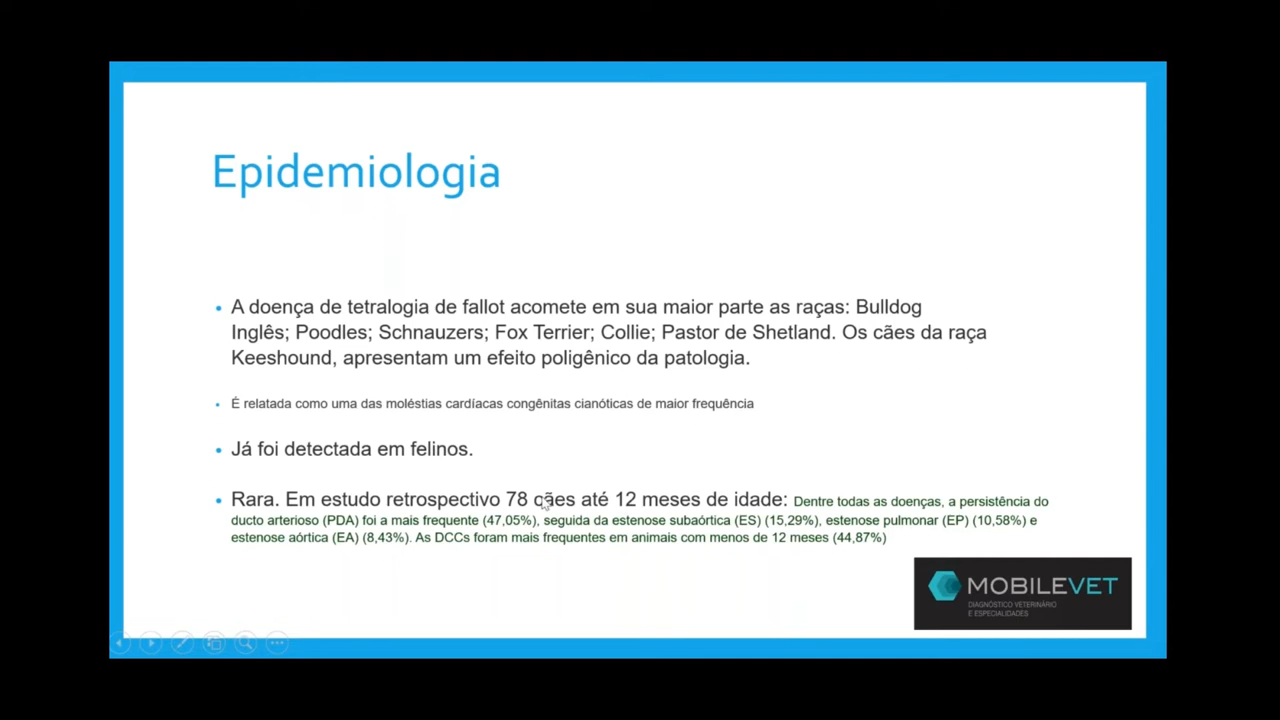 Epidemiologia
• A doença de tetralogia de fallot acomete em sua maior parte as raças: Bulldog
Inglês; Poodles; Schnauzers; Fox Terrier; Collie; Pastor de Shetland. Os cães da raça
Keeshound, apresentam um efeito poligênico da patologia.
• É relatada como uma das moléstias cardíacas congênitas cianóticas de maior frequência
• Já foi detectada em felinos.
• Rara. Em estudo retrospectivo 78 cães até 12 meses de idade: Dentre todas as doenças, a persistência do
ducto arterioso (PDA) foi a mais frequente (47,05%), seguida da estenose subaórtica (ES) (15,29%), estenose pulmonar (EP) (10,58%) e
estenose aórtica (EA) (8,43%). As DCCs foram mais frequentes em animais com menos de 12 meses (44,87%)
MOBILEVET
DIAGNÓSTICO VETERINÁRIO
E ESPECIALIDADES